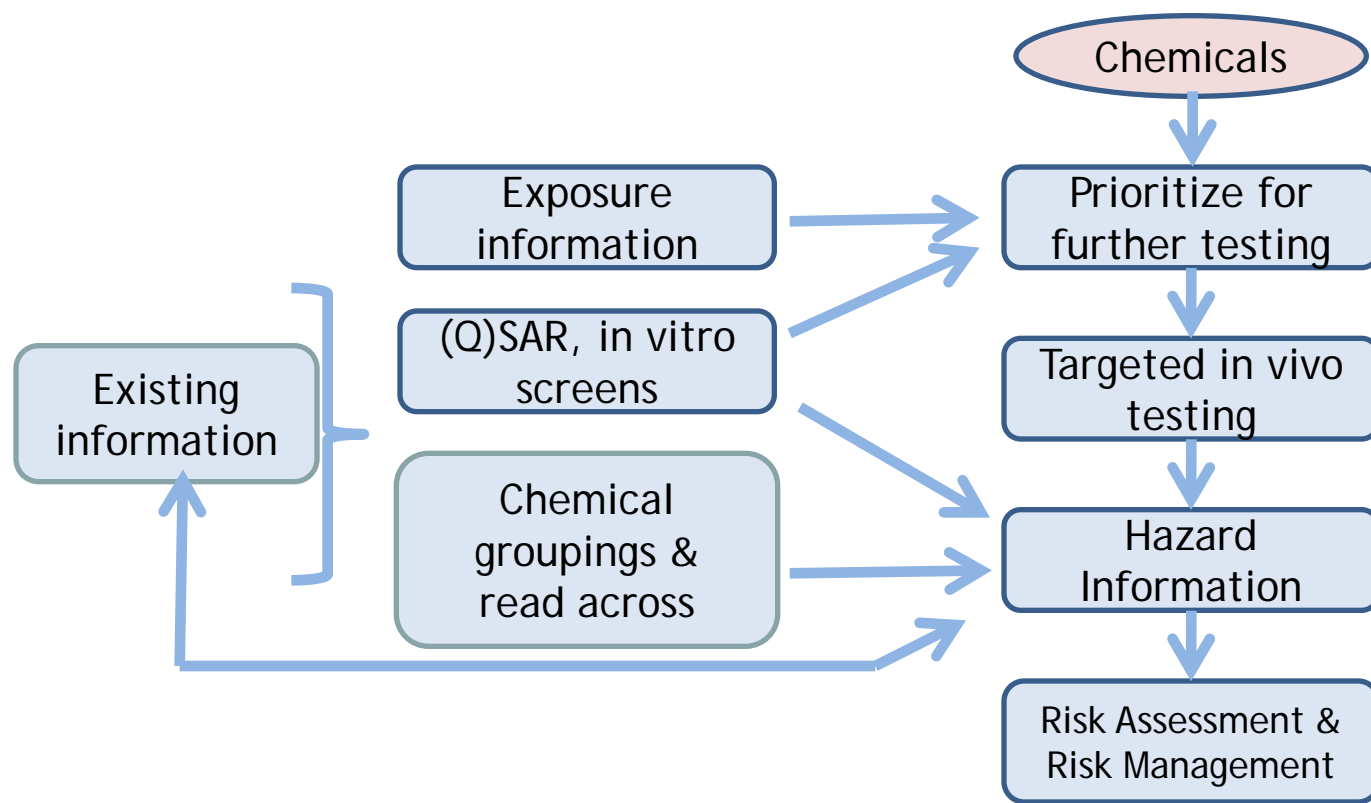 Chemicals
Exposure
information
Prioritize for
further testing
(Q)SAR, in vitro
screens
Existing
information
Targeted in vivo
testing
Chemical
groupings &
read across
Hazard
Information
Risk Assessment &
Risk Management